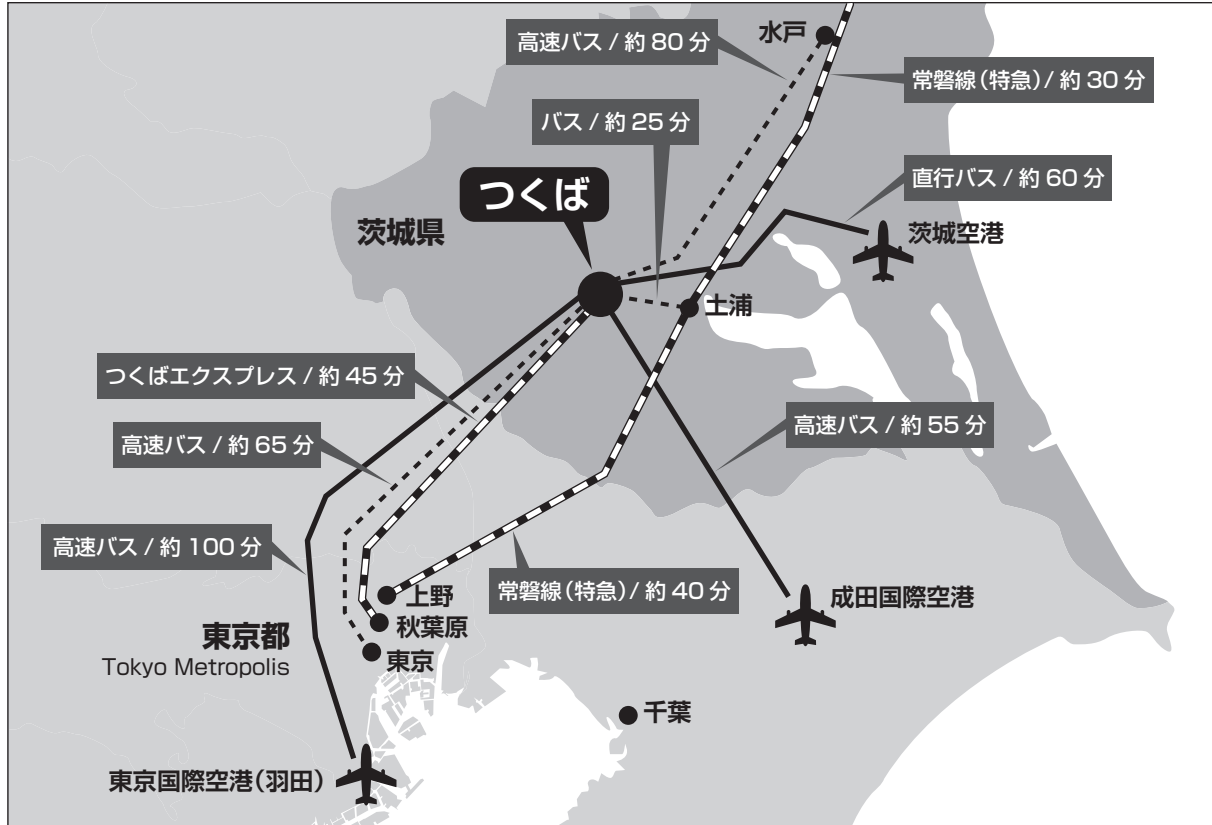 水戸
高速バス / 約 80 分
常磐線(特急)/ 約 30 分
バス / 約 25 分
直行バス / 約 60 分
つくば
茨城県
茨城空港
土浦
つくばエクスプレス / 約 45 分
高速バス / 約 55 分
高速バス / 約 65 分
高速バス / 約 100 分
常磐線(特急)/ 約 40 分
上野
成田国際空港
秋葉原
東京都
Tokyo Metropolis
東京
千葉
東京国際空港(羽田)